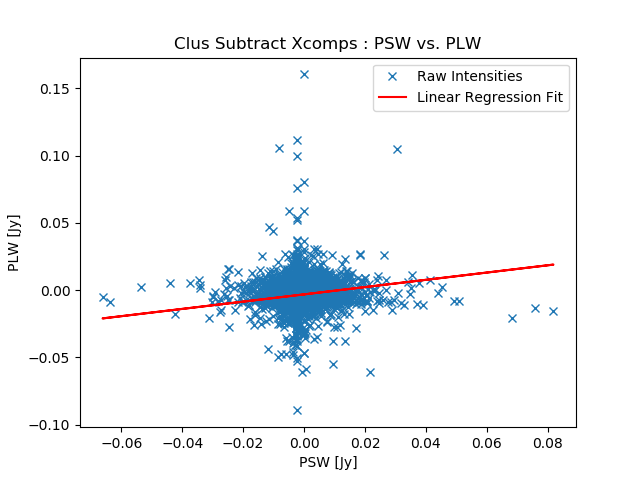 Clus Subtract Xcomps : PSW vs. PLW
Raw Intensities
Linear Regression Fit
0.15
0.10
0.05
0.00
−0.05
−0.10
PLW [Jy]
−0.06 −0.04 −0.02 0.00 0.02 0.04 0.06 0.08
PSW [Jy]